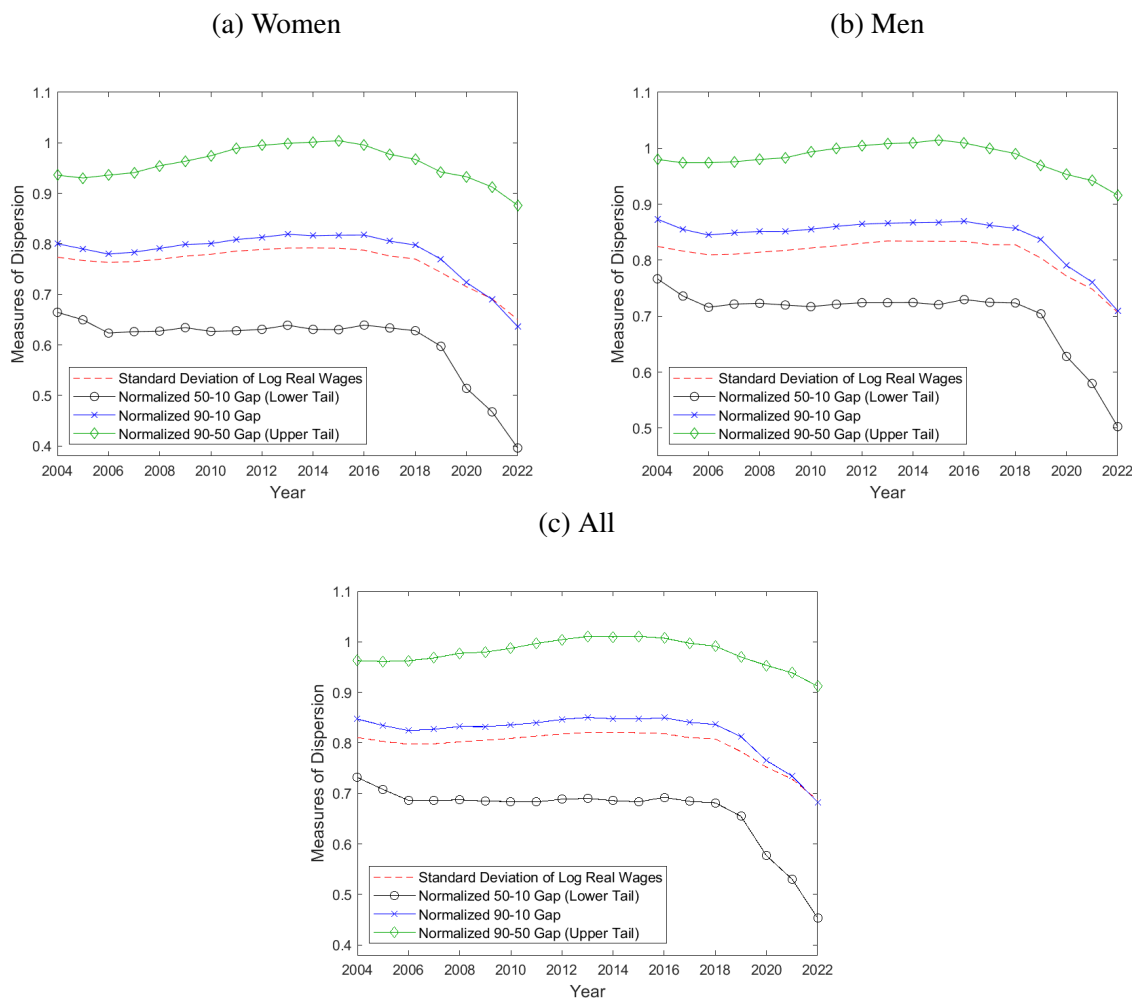 (a) Women
1.1
1
0.9
0.8
0.7
0.6
0.5
0.4
Measures of Dispersion
Standard Deviation of Log Real Wages
Normalized 50-10 Gap (Lower Tail)
Normalized 90-10 Gap
Normalized 90-50 Gap (Upper Tail)
2004 2006 2008 2010 2012 2014 2016 2018 2020 2022
Year
(b) Men
1.1
1
0.9
0.8
0.7
0.6
0.5
Measures of Dispersion
Standard Deviation of Log Real Wages
Normalized 50-10 Gap (Lower Tail)
Normalized 90-10 Gap
Normalized 90-50 Gap (Upper Tail)
2004 2006 2008 2010 2012 2014 2016 2018 2020 2022
Year
(c) All
1.1
1
0.9
0.8
0.7
0.6
0.5
0.4
Measures of Dispersion
Standard Deviation of Log Real Wages
Normalized 50-10 Gap (Lower Tail)
Normalized 90-10 Gap
Normalized 90-50 Gap (Upper Tail)
2004 2006 2008 2010 2012 2014 2016 2018 2020 2022
Year